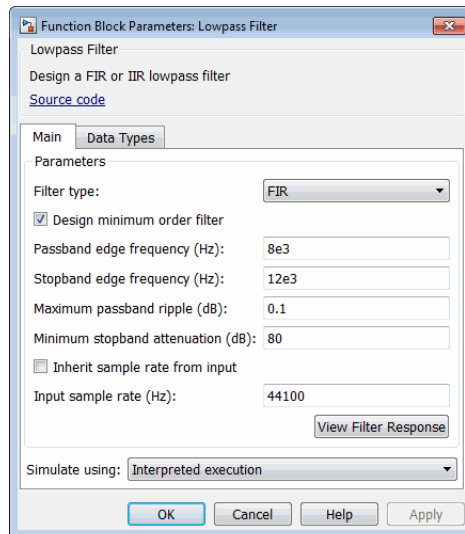 Function Block Parameters: Lowpass Filter
Lowpass Filter
Design a FIR or IIR lowpass filter
Source code
Main Data Types
Parameters
Filter type: FIR
Design minimum order filter
Passband edge frequency (Hz): 8e3
Stopband edge frequency (Hz): 12e3
Maximum passband ripple (dB): 0.1
Minimum stopband attenuation (dB): 80
Inherit sample rate from input
Input sample rate (Hz): 44100
View Filter Response
Simulate using: Interpreted execution
OK Cancel Help Apply